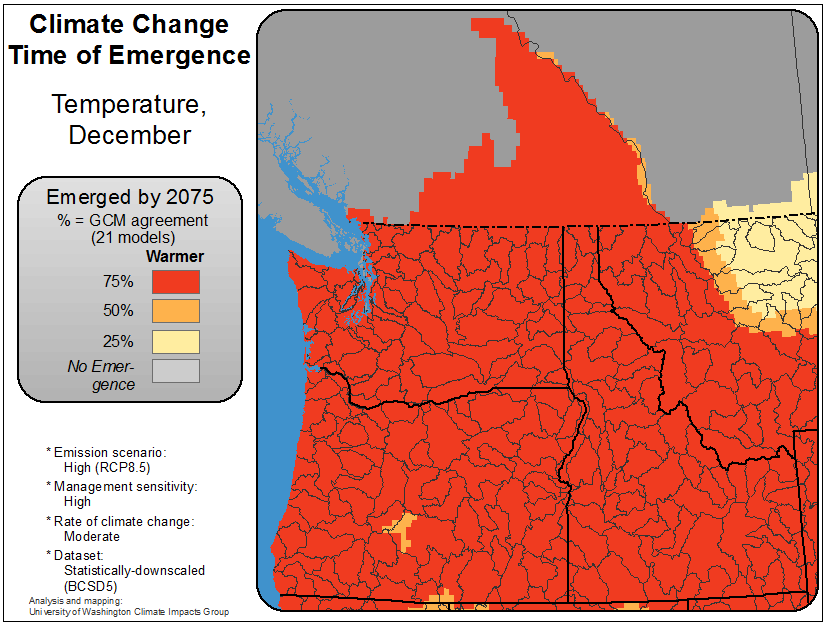 Climate Change
Time of Emergence
Temperature,
December
Emerged by 2075
% = GCM agreement
(21 models)
Warmer
75%
50%
25%
No Emer-
gence
* Emission scenario:
High (RCP8.5)
* Management sensitivity:
High
* Rate of climate change:
Moderate
* Dataset:
Statistically-downscaled
(BCSD5)
Analysis and mapping:
University of Washington Climate Impacts Group